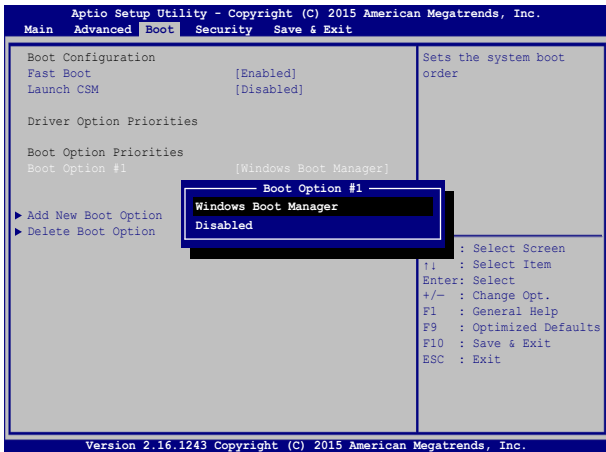 Aptio Setup Utility - Copyright (C) 2015 American Megatrends, Inc.
Main Advanced Boot Security Save & Exit
Boot Configuration
Fast Boot [Enabled]
Launch CSM [Disabled]
Driver Option Priorities
Boot Option Priorities
Boot Option #1 [Windows Boot Manager]
Add New Boot Option
Delete Boot Option
Boot Option #1
Windows Boot Manager
Disabled
Sets the system boot
order
: Select Screen
↑↓ : Select Item
Enter: Select
+/— : Change Opt.
F1 : General Help
F9 : Optimized Defaults
F10 : Save & Exit
ESC : Exit
Version 2.16.1243 Copyright (C) 2015 American Megatrends, Inc.